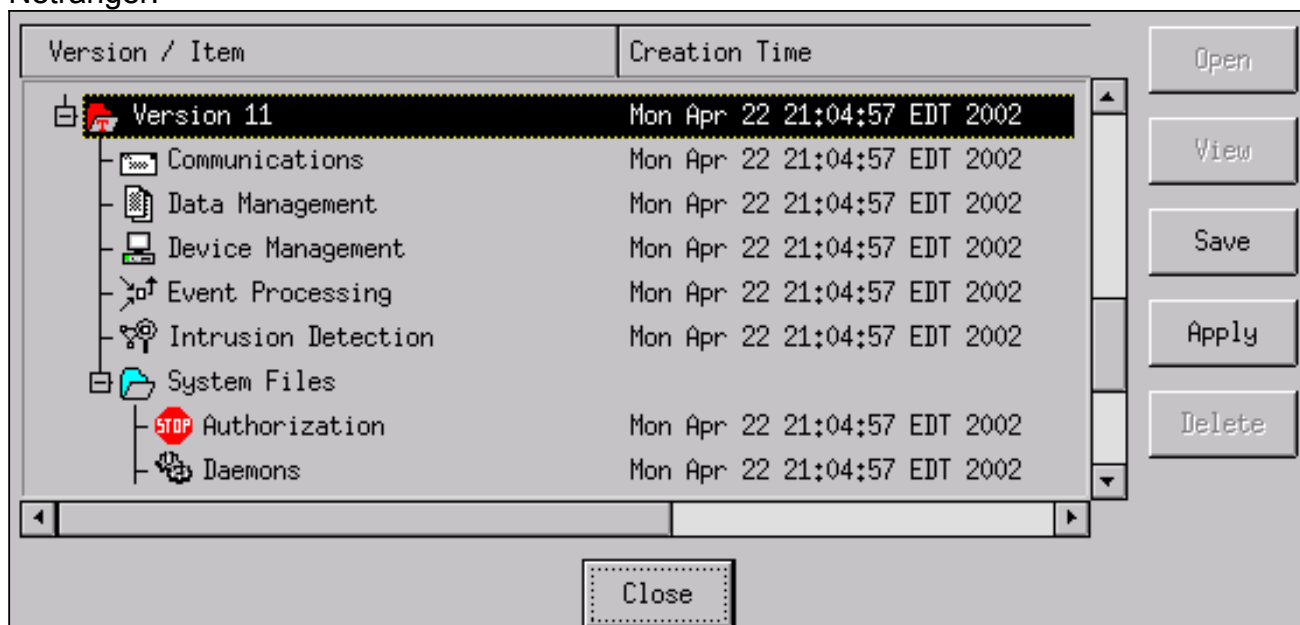 Version / Item Creation Time Open
Version 11 Mon Apr 22 21:04:57 EDT 2002
Communications Mon Apr 22 21:04:57 EDT 2002 View
Data Management Mon Apr 22 21:04:57 EDT 2002
Device Management Mon Apr 22 21:04:57 EDT 2002 Save
Event Processing Mon Apr 22 21:04:57 EDT 2002
Intrusion Detection Mon Apr 22 21:04:57 EDT 2002 Apply
System Files
STOP Authorization Mon Apr 22 21:04:57 EDT 2002 Delete
Daemons Mon Apr 22 21:04:57 EDT 2002
Close